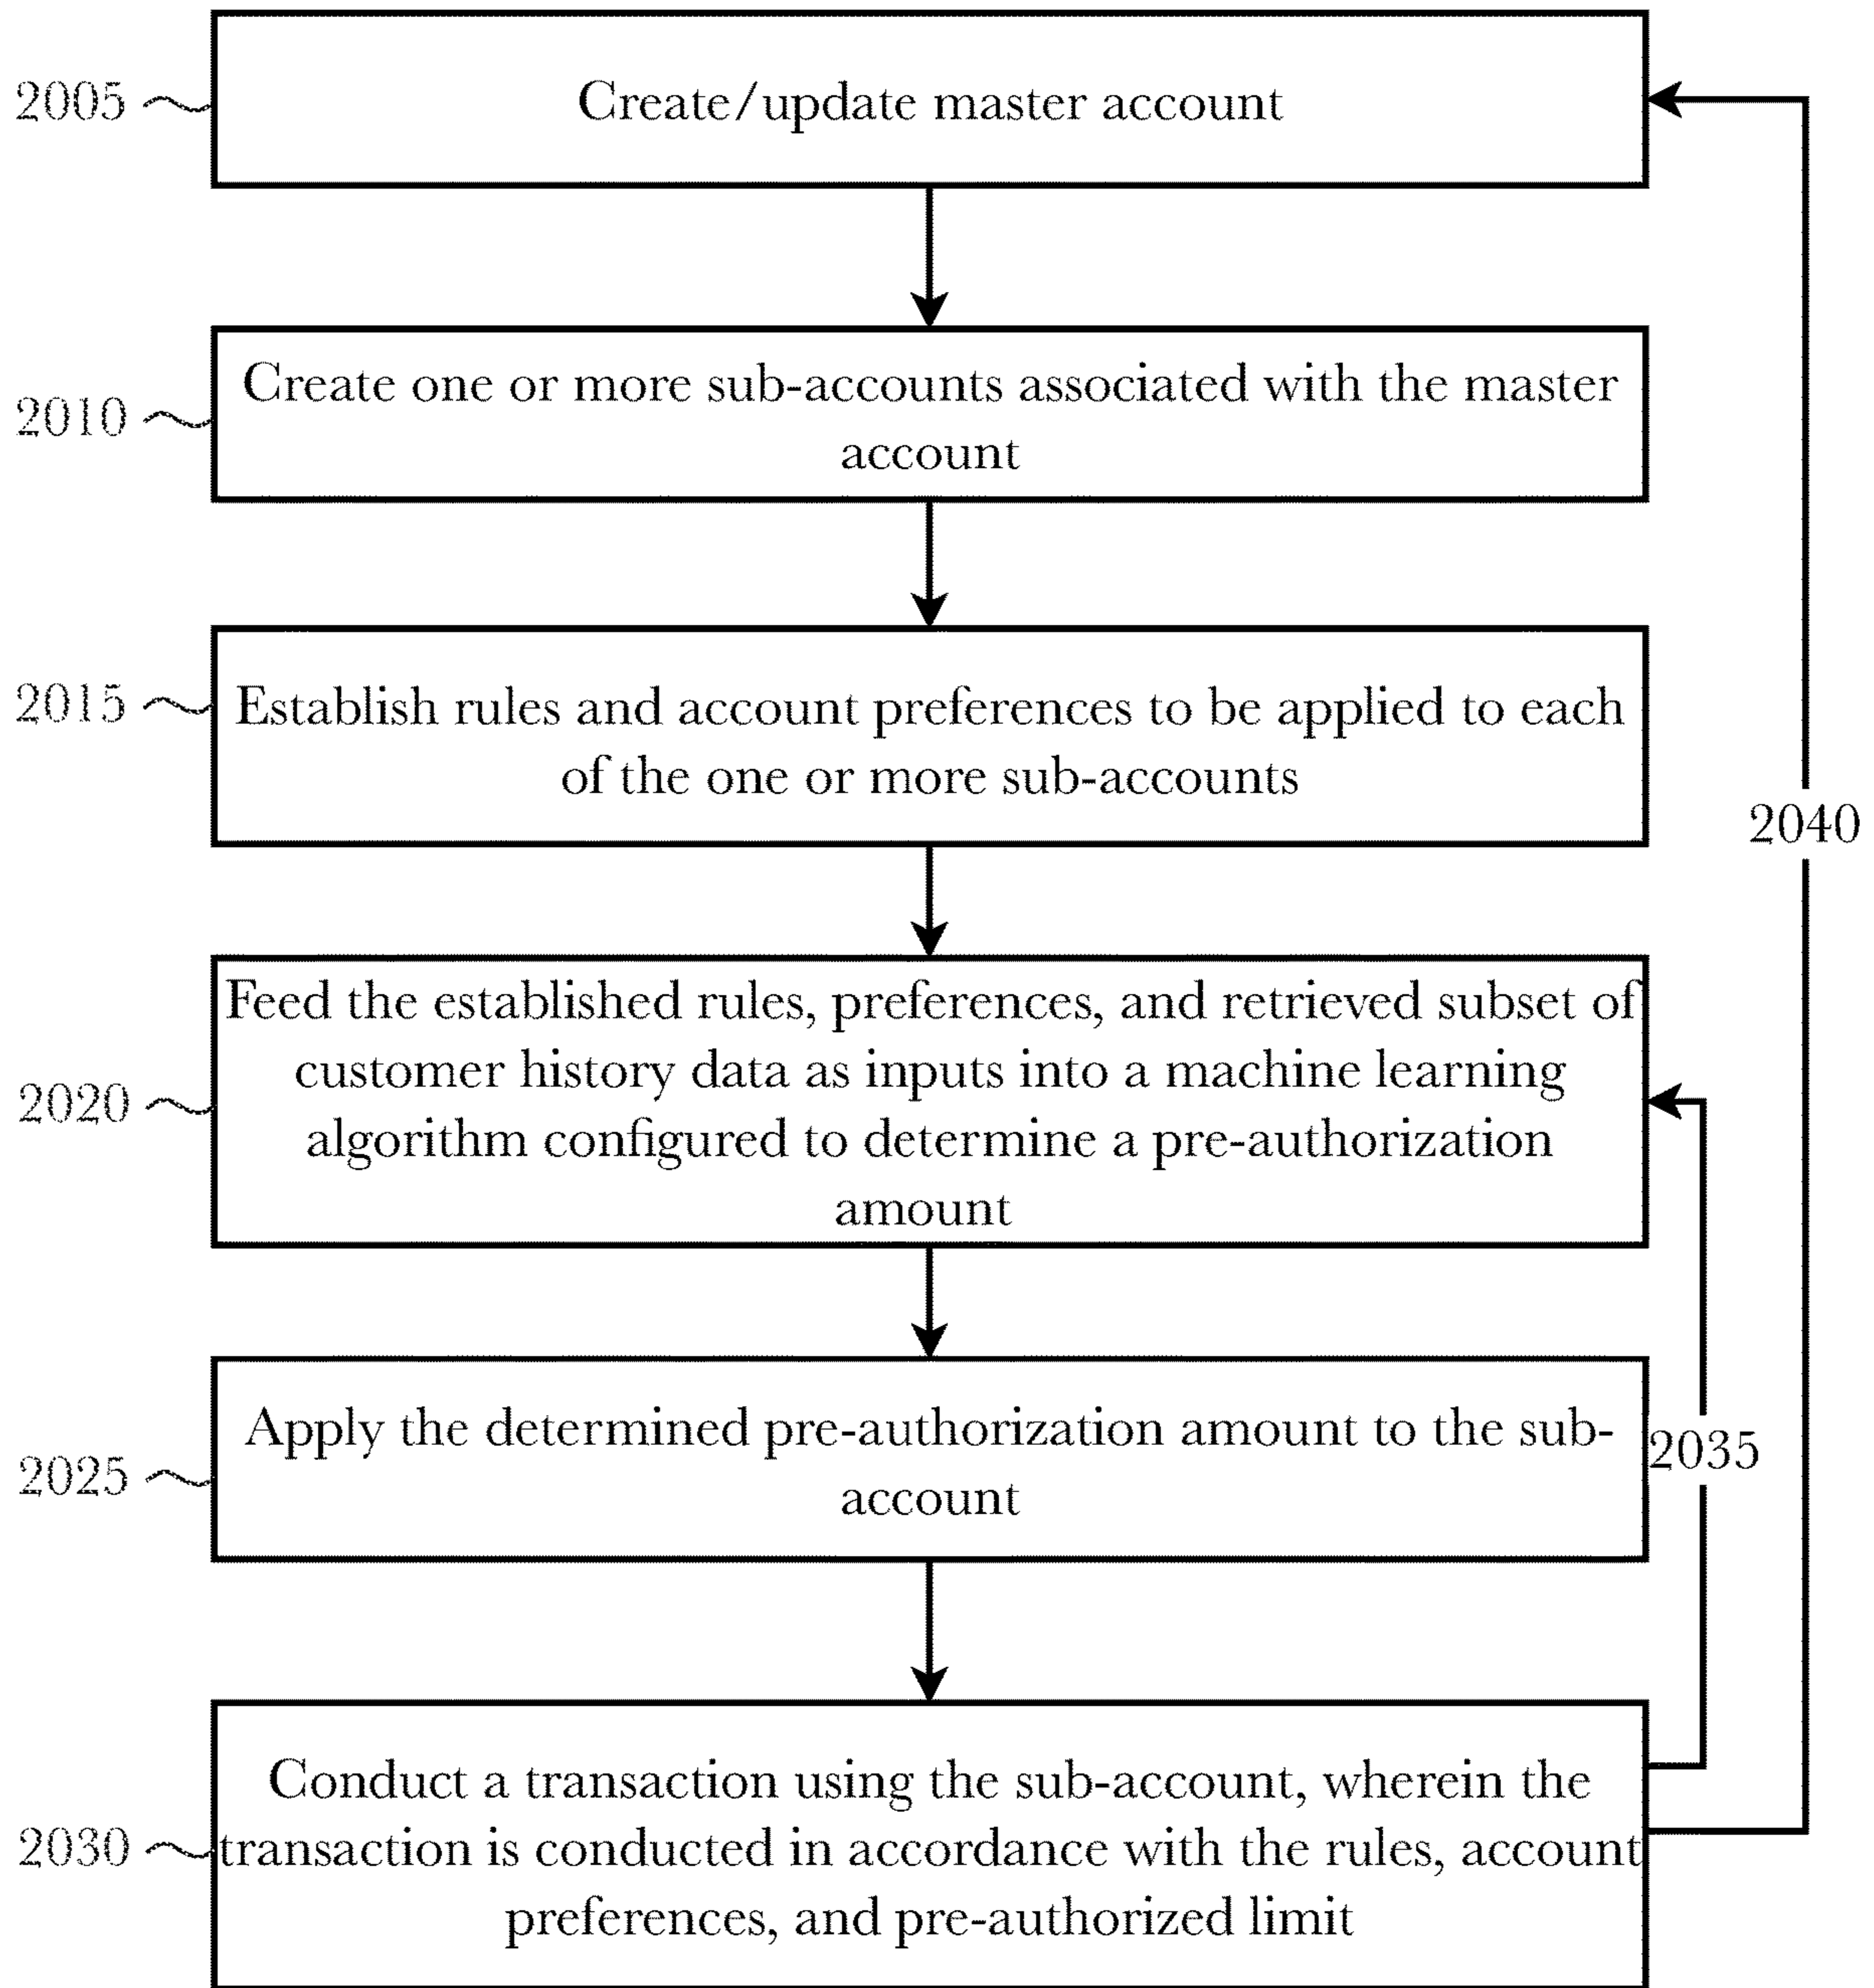 2005
Create/update master account
2010
Create one or more sub-accounts associated with the master
account
2015
Establish rules and account preferences to be applied to each
of the one or more sub-accounts
2040
2020
Feed the established rules, preferences, and retrieved subset of
customer history data as inputs into a machine learning
algorithm configured to determine a pre-authorization
amount
2025
Apply the determined pre-authorization amount to the sub-
account
2035
2030
Conduct a transaction using the sub-account, wherein the
transaction is conducted in accordance with the rules, account
preferences, and pre-authorized limit